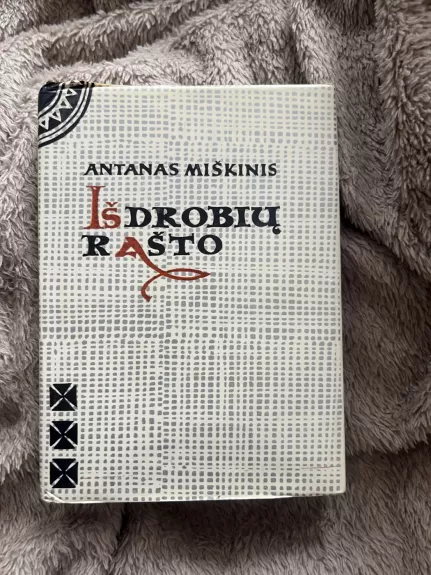 ANTANAS MIŠKINIS
Iš DROBIŲ
RAŠTO